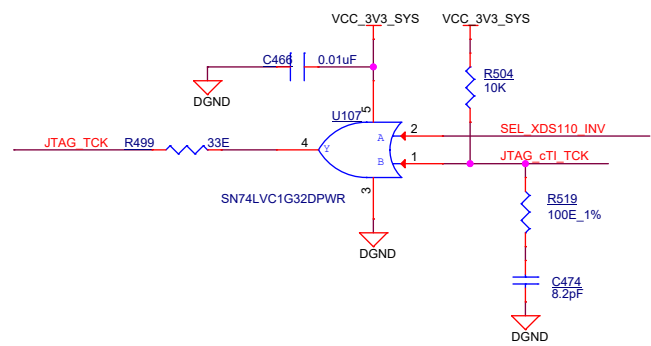 VCC_3V3_SYS
VCC_3V3_SYS
C466
0.01uF
R504
10K
DGND
5
U107
JTAG_TCK
R499
33E
4
Y
A
2
SEL_XDS110_INV
B
1
JTAG_cTI_TCK
3
SN74LVC1G32DPWR
R519
100E_1%
DGND
C474
8.2pF
DGND